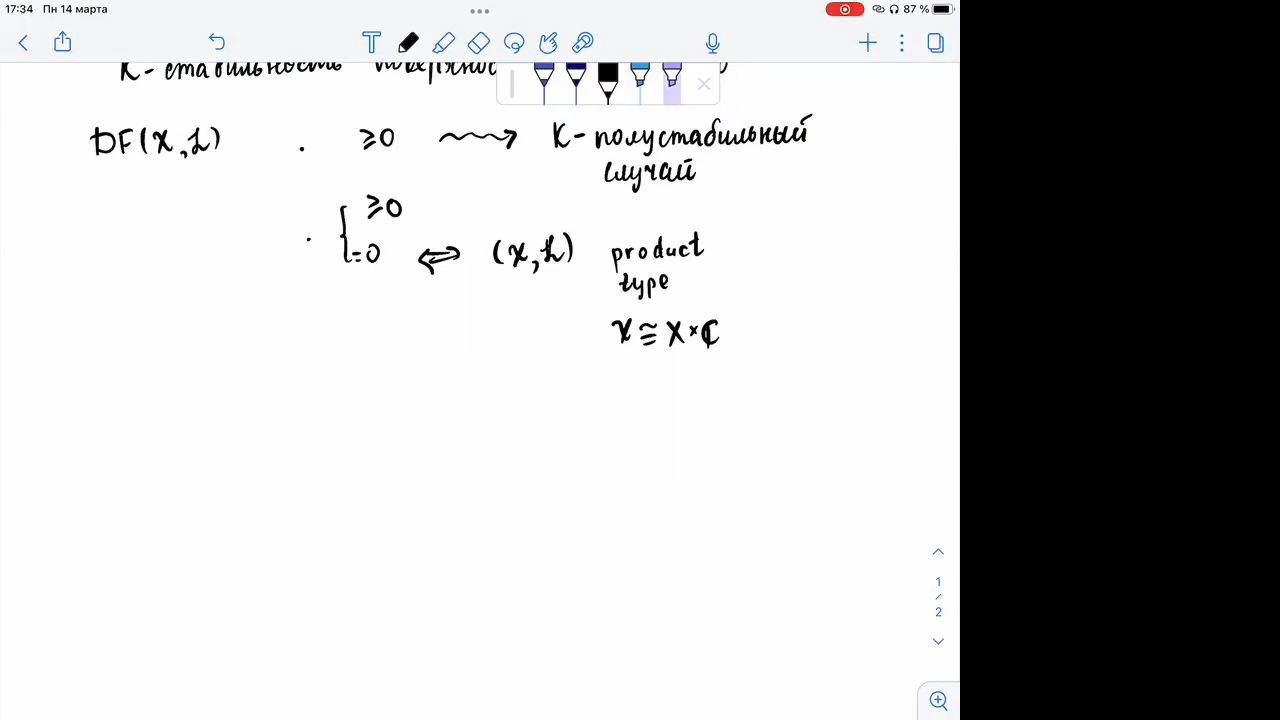 17:34 Пн 14 марта 87 %
К - стабильность
DF(X, L) · ≥0 ⇝ К - полустабильный
случай
≥0
· { =0 ⇔ (X, L) product
type
X ≅ X × ℂ
1
/
2